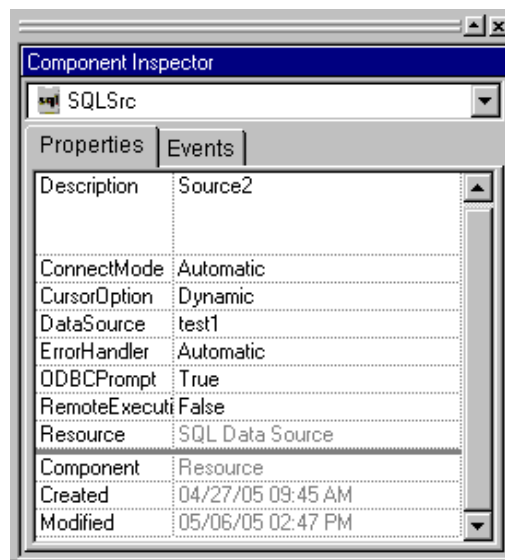 Component Inspector
sql SQLSrc
Properties Events
Description Source2
ConnectMode Automatic
CursorOption Dynamic
DataSource test1
ErrorHandler Automatic
ODBCPrompt True
RemoteExecuti False
Resource SQL Data Source
Component Resource
Created 04/27/05 09:45 AM
Modified 05/06/05 02:47 PM